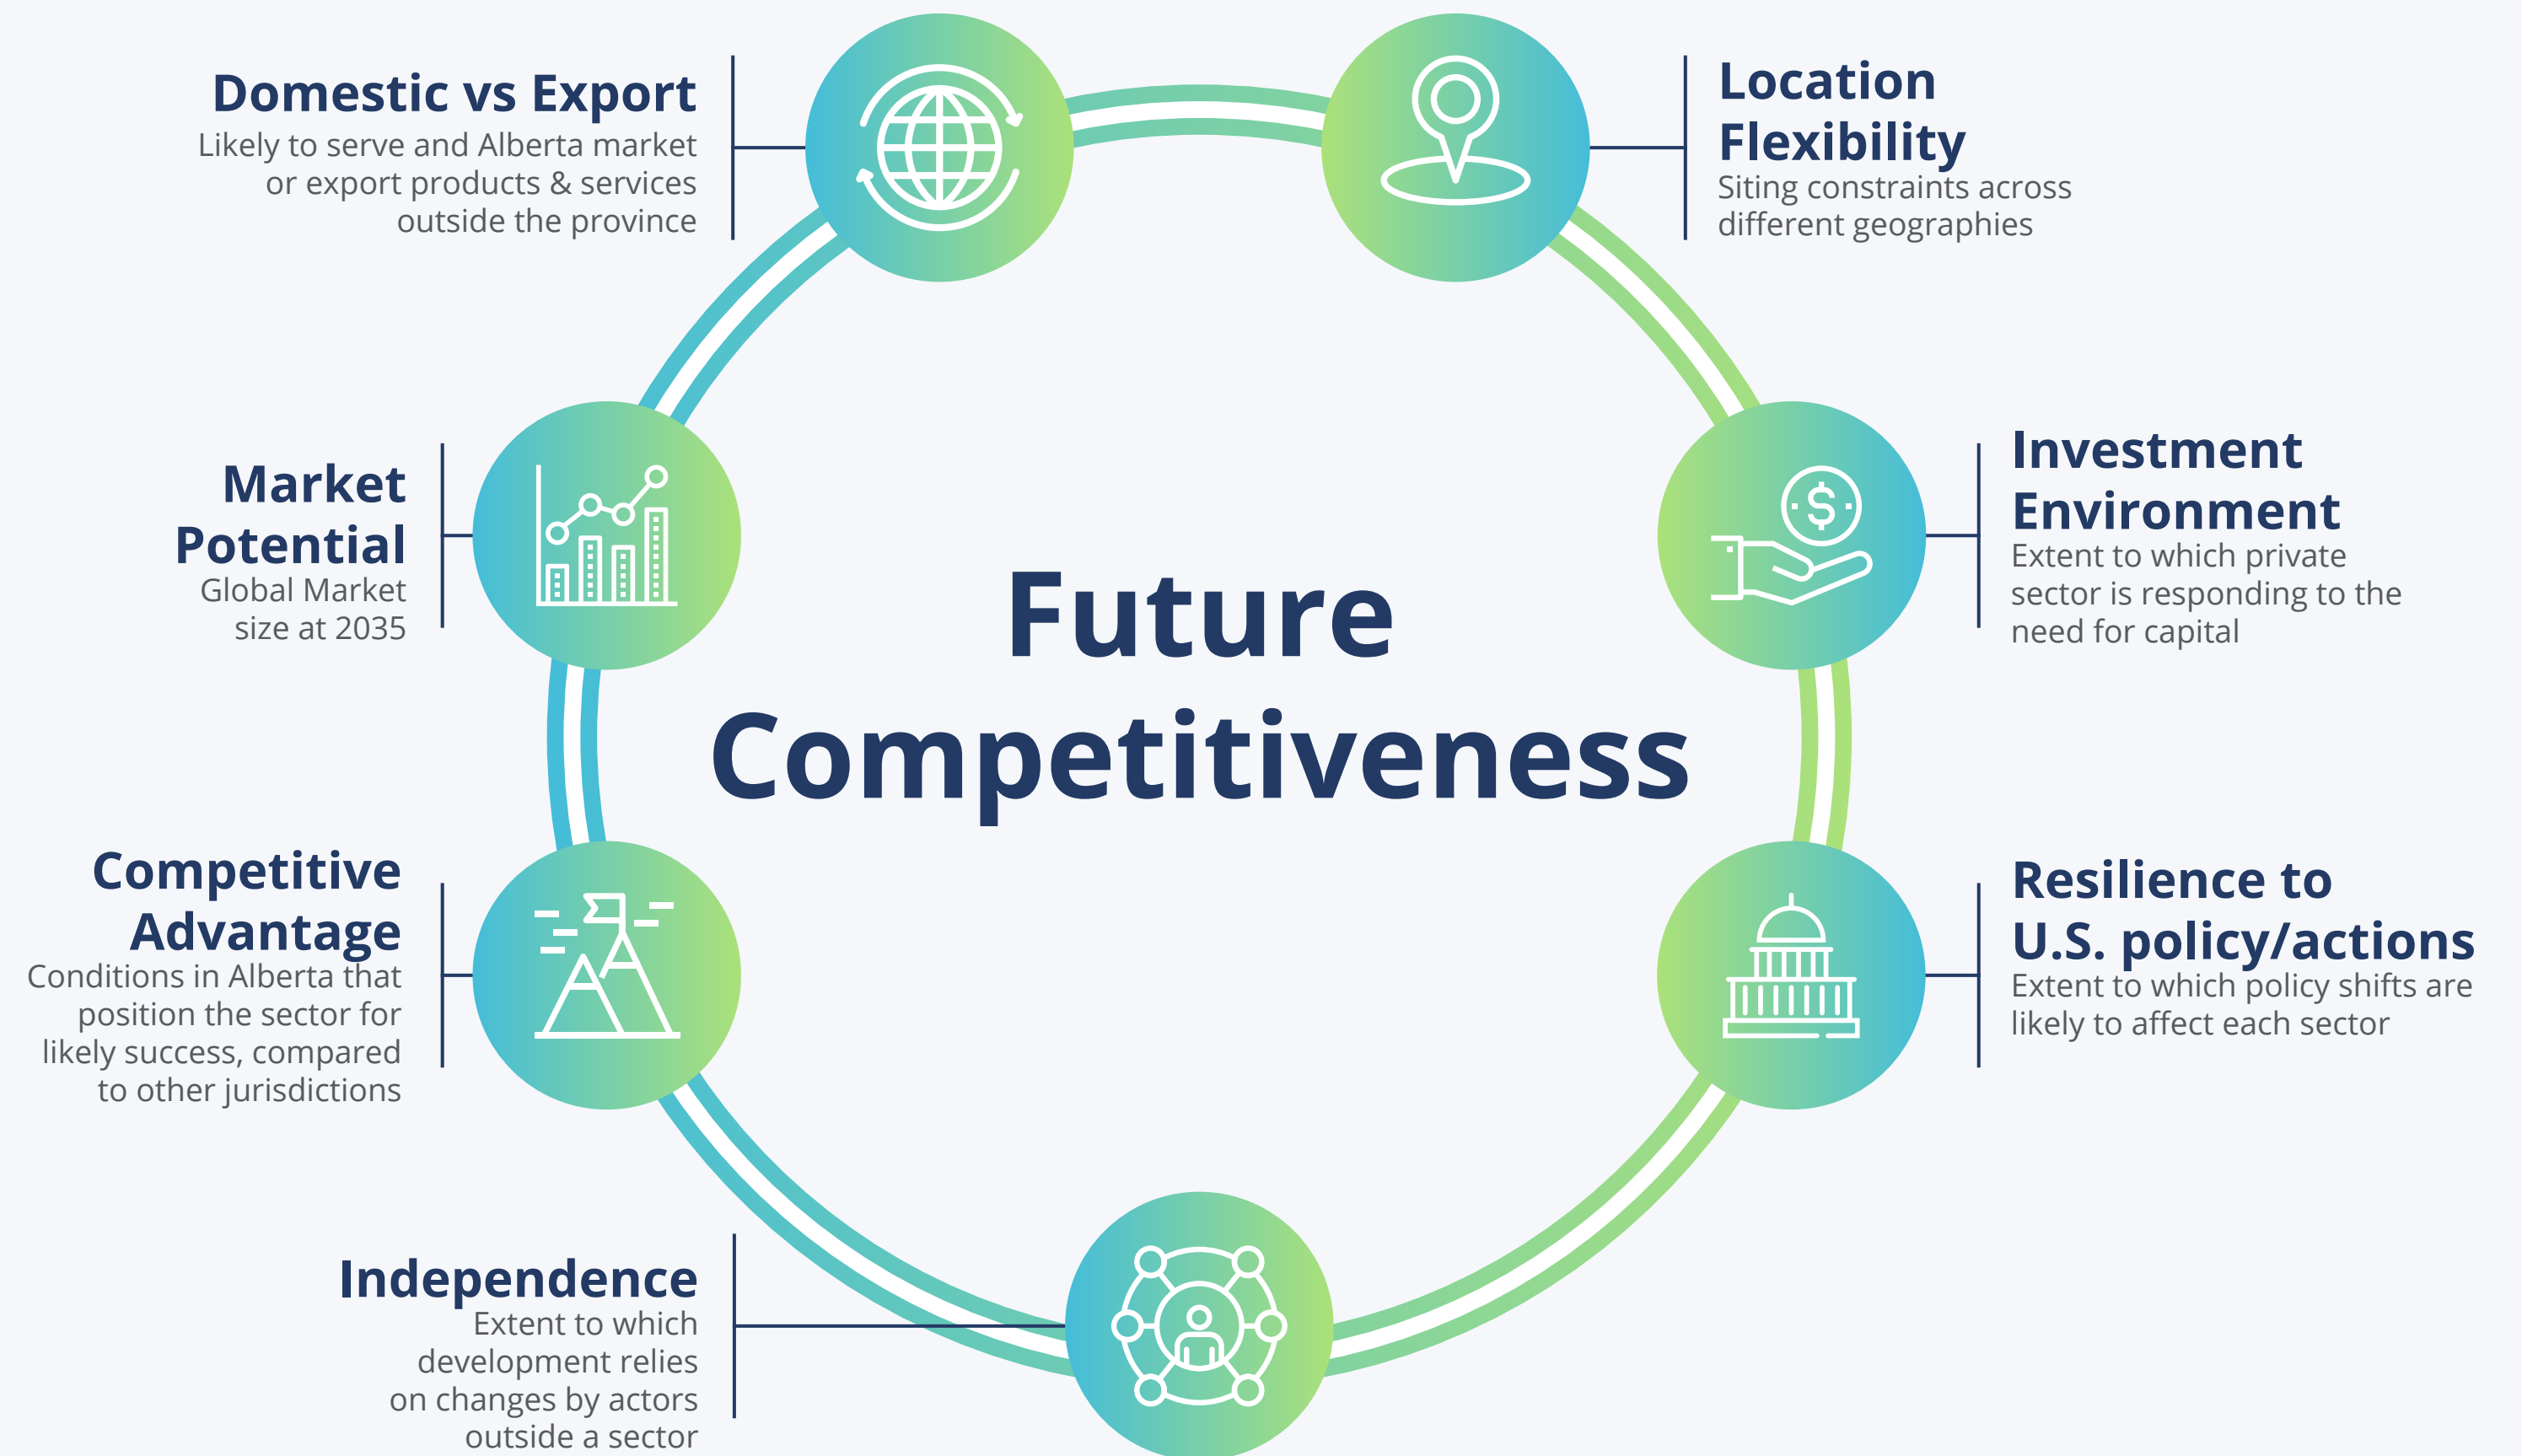 Domestic vs Export
Likely to serve and Alberta market
or export products & services
outside the province
Location
Flexibility
Siting constraints across
different geographies
Market
Potential
Global Market
size at 2035
Investment
Environment
Extent to which private
sector is responding to the
need for capital
Future
Competitiveness
Competitive
Advantage
Conditions in Alberta that
position the sector for
likely success, compared
to other jurisdictions
Resilience to
U.S. policy/actions
Extent to which policy shifts are
likely to affect each sector
Independence
Extent to which
development relies
on changes by actors
outside a sector
$